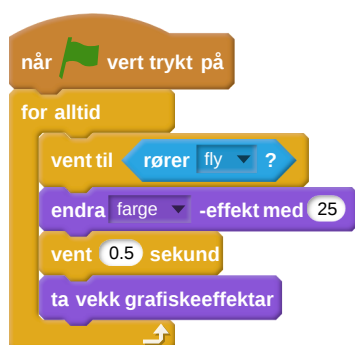 når vert trykt på
for alltid
vent til rører fly ?
endra farge -effekt med 25
vent 0.5 sekund
ta vekk grafiskeeffektar